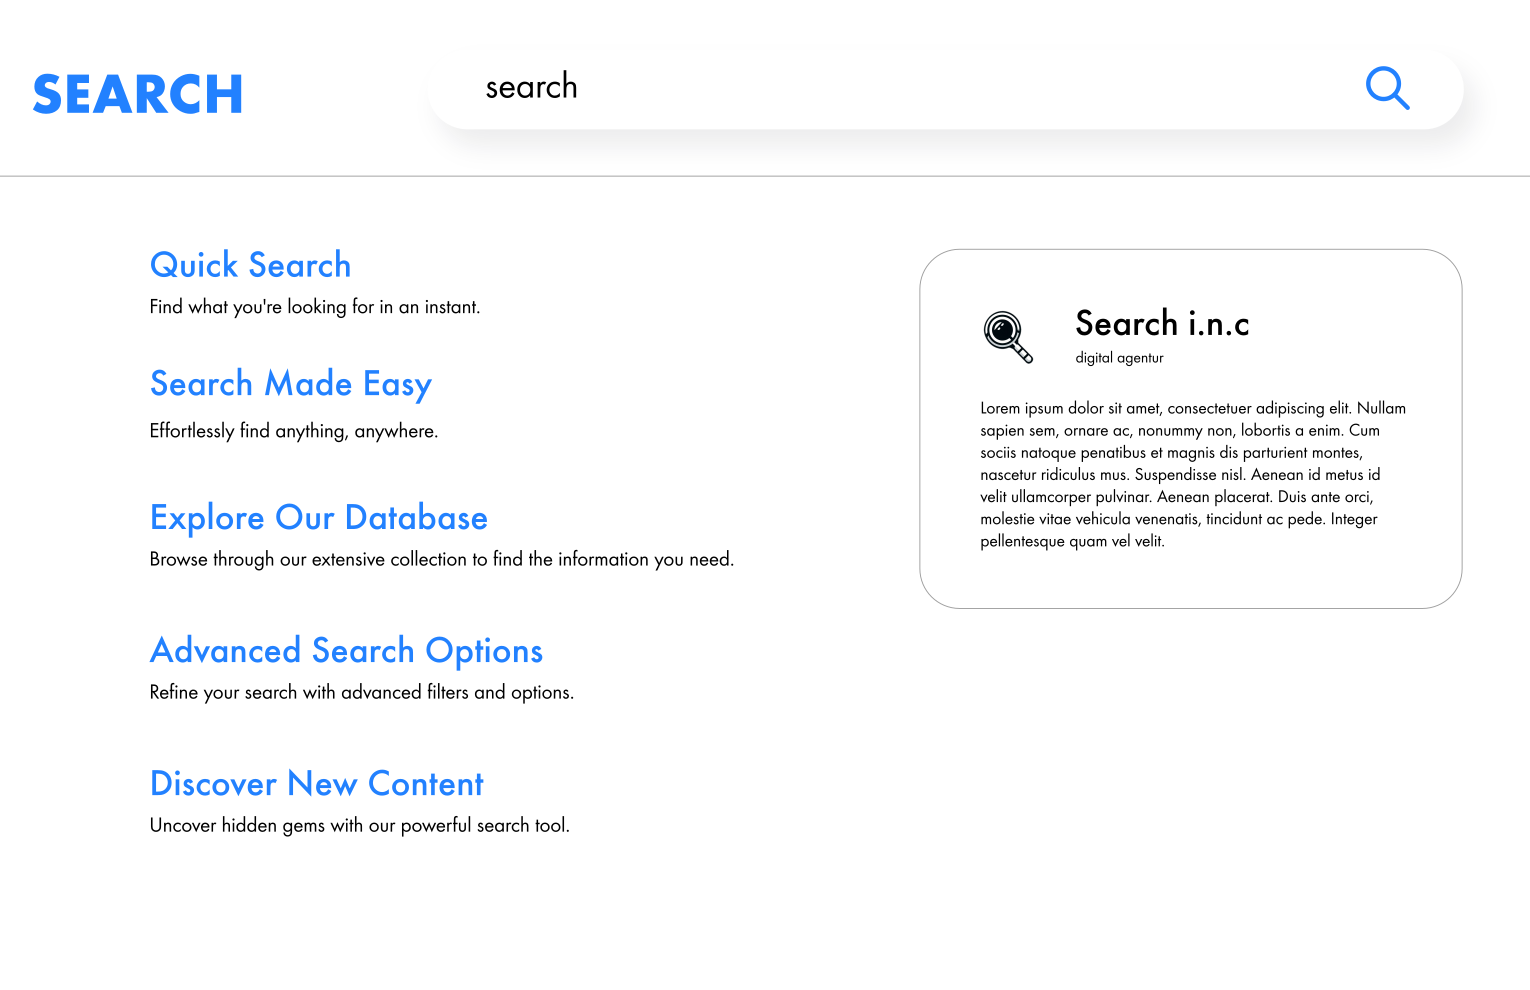 SEARCH
search
Quick Search
Find what you're looking for in an instant.
Search Made Easy
Effortlessly find anything, anywhere.
Explore Our Database
Browse through our extensive collection to find the information you need.
Advanced Search Options
Refine your search with advanced filters and options.
Discover New Content
Uncover hidden gems with our powerful search tool.
Search i.n.c
digital agentur
Lorem ipsum dolor sit amet, consectetuer adipiscing elit. Nullam
sapien sem, ornare ac, nonummy non, lobortis a enim. Cum
sociis natoque penatibus et magnis dis parturient montes,
nascetur ridiculus mus. Suspendisse nisl. Aenean id metus id
velit ullamcorper pulvinar. Aenean placerat. Duis ante orci,
molestie vitae vehicula venenatis, tincidunt ac pede. Integer
pellentesque quam vel velit.